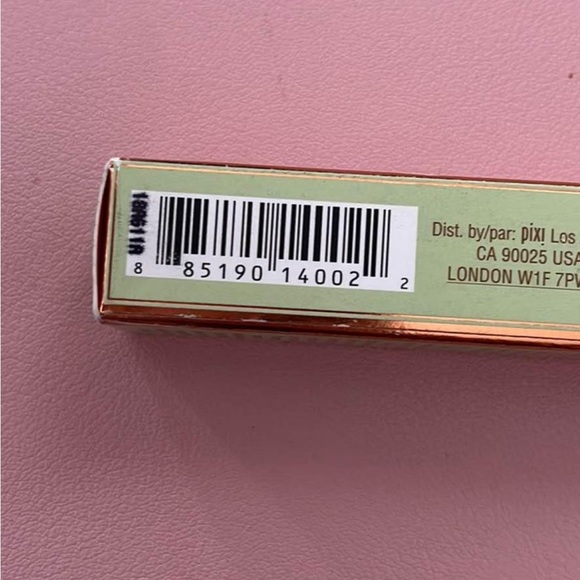 8 85190 14002 2
Dist. by/par: pixi Los
CA 90025 USA
LONDON W1F 7PW